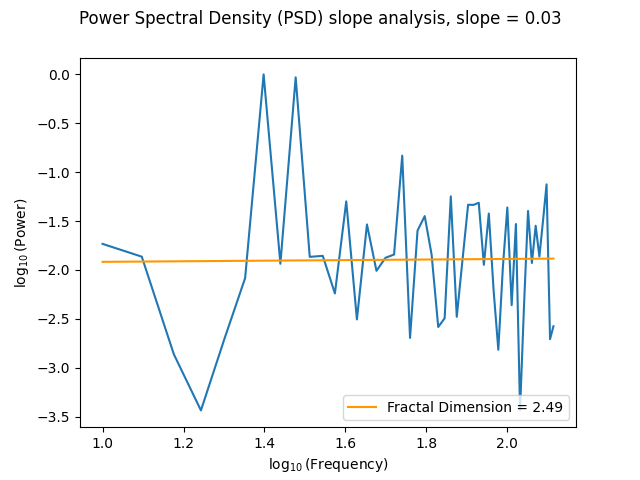 Power Spectral Density (PSD) slope analysis, slope = 0.03
0.0
−0.5
−1.0
−1.5
−2.0
−2.5
−3.0
−3.5
log₁₀(Power)
Fractal Dimension = 2.49
1.0 1.2 1.4 1.6 1.8 2.0
log₁₀(Frequency)